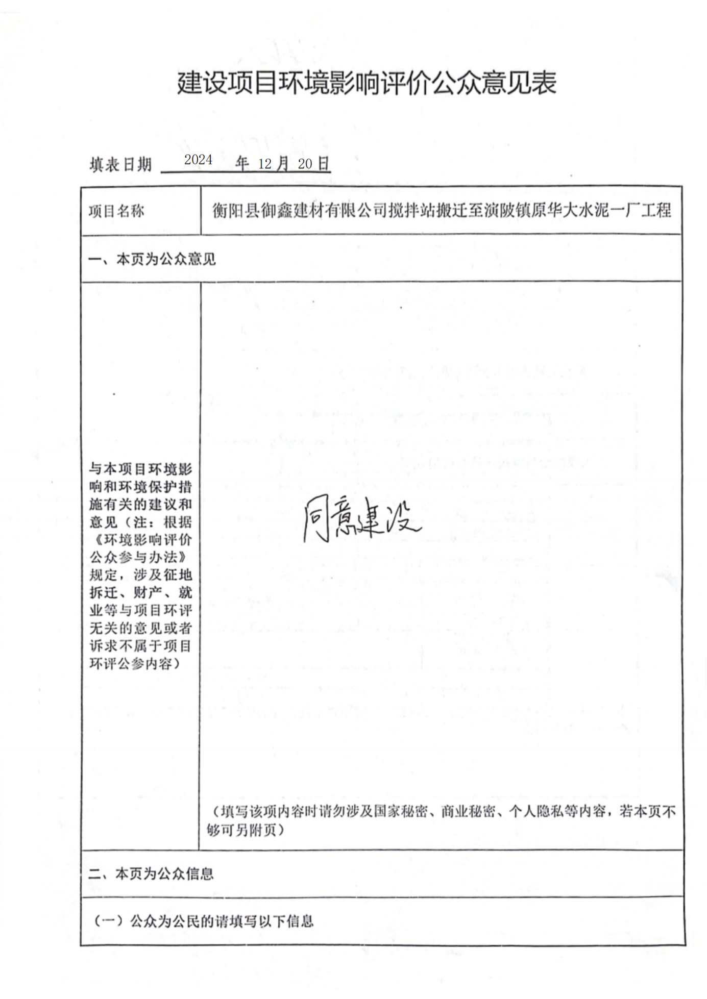 建设项目环境影响评价公众意见表
填表日期 2024 年 12 月 20 日
项目名称
衡阳县御鑫建材有限公司搅拌站搬迁至演陂镇原华大水泥一厂工程
一、本页为公众意见
与本项目环境影
响和环境保护措
施有关的建议和
意见（注：根据
《环境影响评价
公众参与办法》
规定，涉及征地
拆迁、财产、就
业等与项目环评
无关的意见或者
诉求不属于项目
环评公参内容）
同意建设
（填写该项内容时请勿涉及国家秘密、商业秘密、个人隐私等内容，若本页不
够可另附页）
二、本页为公众信息
（一）公众为公民的请填写以下信息